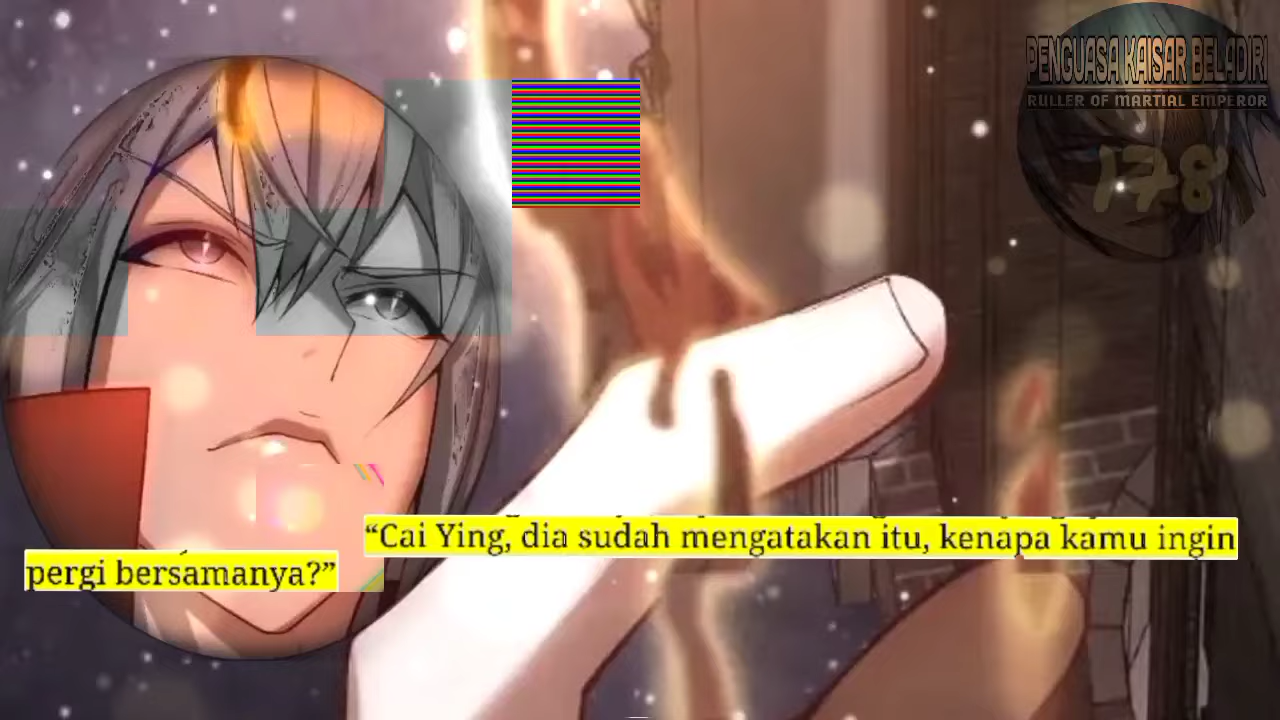 PENGUASA KAISAR BELADIRI
RULLER OF MARTIAL EMPEROR
178
“Cai Ying, dia sudah mengatakan itu, kenapa kamu ingin
pergi bersamanya?”